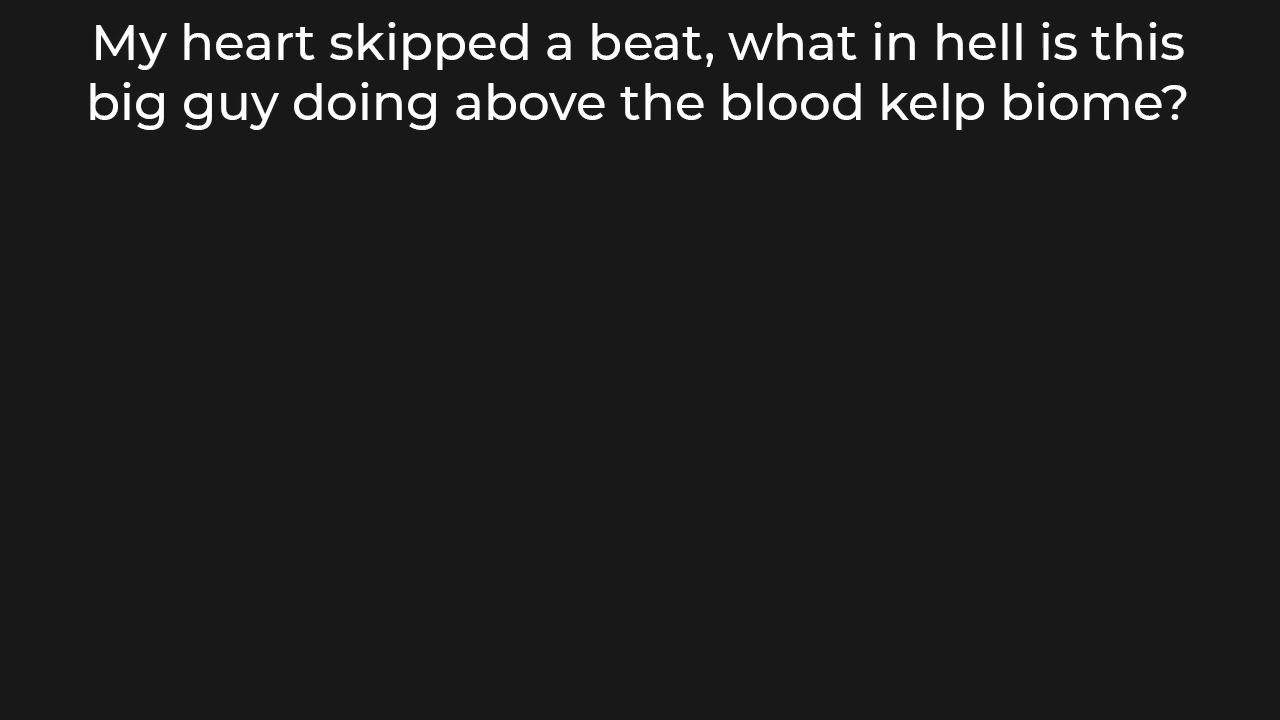 My heart skipped a beat, what in hell is this
big guy doing above the blood kelp biome?